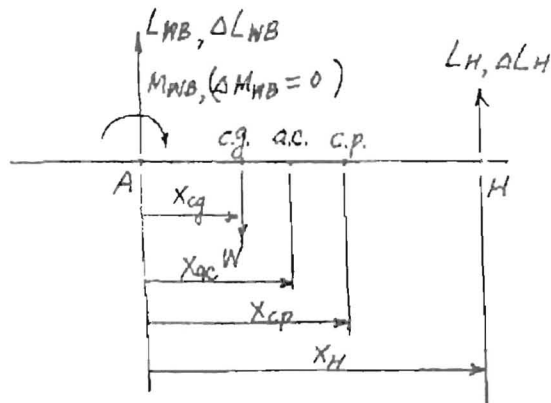 L_WB, ΔL_WB
M_WB, (ΔM_WB = 0)
L_H, ΔL_H
c.g. a.c. c.p.
A
H
X_cg
W
X_ac
X_cp
X_H